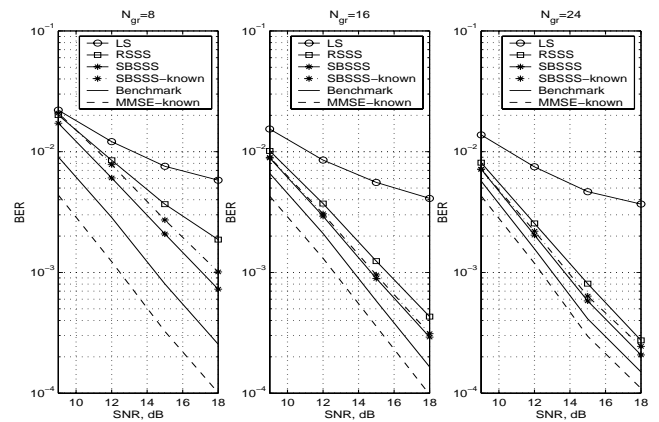 N_gr=8
10^-1
LS
RSSS
SBSSS
SBSSS-known
Benchmark
MMSE-known
10^-2
BER
10^-3
10^-4
10 12 14 16 18
SNR, dB
N_gr=16
10^-1
LS
RSSS
SBSSS
SBSSS-known
Benchmark
MMSE-known
10^-2
BER
10^-3
10^-4
10 12 14 16 18
SNR, dB
N_gr=24
10^-1
LS
RSSS
SBSSS
SBSSS-known
Benchmark
MMSE-known
10^-2
BER
10^-3
10^-4
10 12 14 16 18
SNR, dB